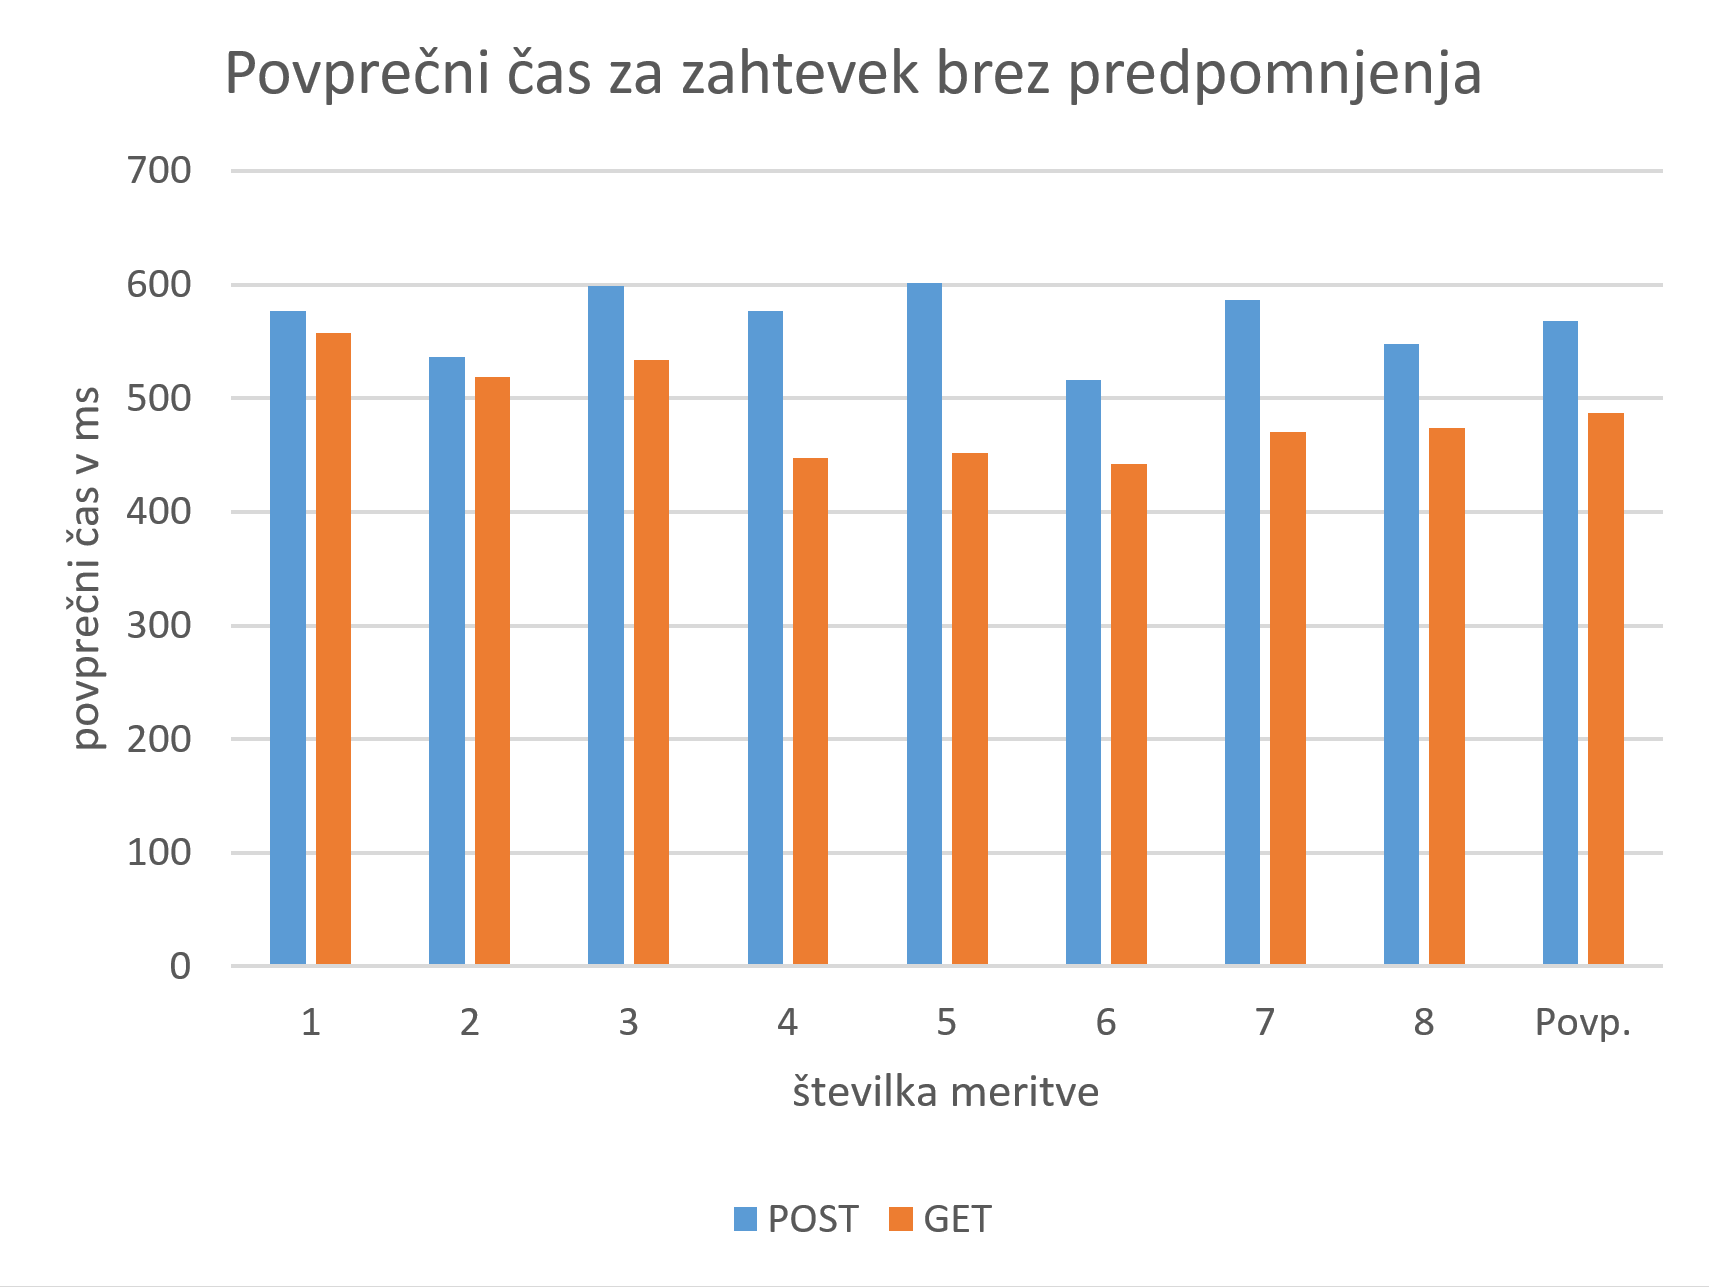 Povprečni čas za zahtevek brez predpomnjenja
700
600
500
400
300
200
100
0
povprečni čas v ms
1 2 3 4 5 6 7 8 Povp.
številka meritve
POST GET